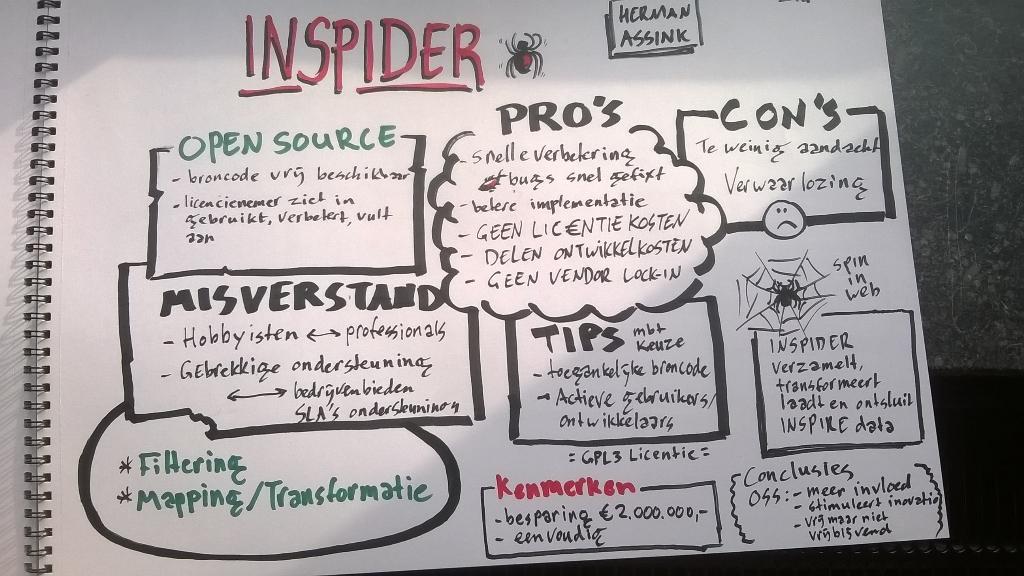 INSPIDER
HERMAN
ASSINK
OPEN SOURCE
- broncode vrij beschikbaar
- licencienemer ziet in
gebruikt, verbetert, vult
aan
PRO'S
- snelle verbetering
bugs snel gefixt
- betere implementatie
- GEEN LICENTIE KOSTEN
- DELEN ONTWIKKELKOSTEN
- GEEN VENDOR LOCK-IN
CON'S
Te weinig aandacht
Verwaarlozing
MISVERSTAND
- Hobbyisten <-> professionals
- Gebrekkige ondersteuning
<-> bedrijven bieden
SLA's ondersteuning
TIPS mbt
keuze
- toegankelijke broncode
- Actieve gebruikers/
ontwikkelaars
= GPL3 Licentie =
spin
in
web
INSPIDER
verzamelt,
transformeert
laadt en ontsluit
INSPIRE data
* Filtering
* Mapping/Transformatie
Kenmerken
- besparing € 2.000.000,-
- eenvoudig
Conclusies
OSS: - meer invloed
- stimuleert inovatie
- vrij maar niet
vrijblijvend